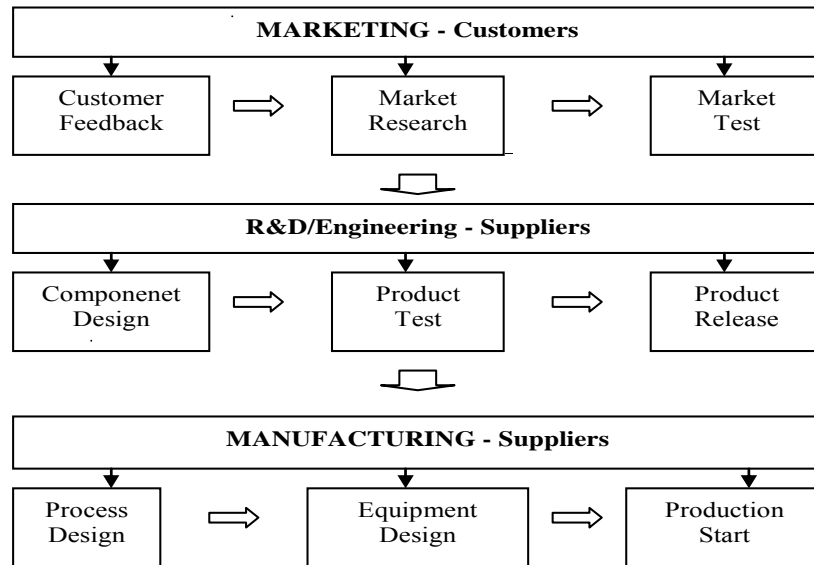 MARKETING - Customers
Customer
Feedback
Market
Research
Market
Test
R&D/Engineering - Suppliers
Componenet
Design
Product
Test
Product
Release
MANUFACTURING - Suppliers
Process
Design
Equipment
Design
Production
Start